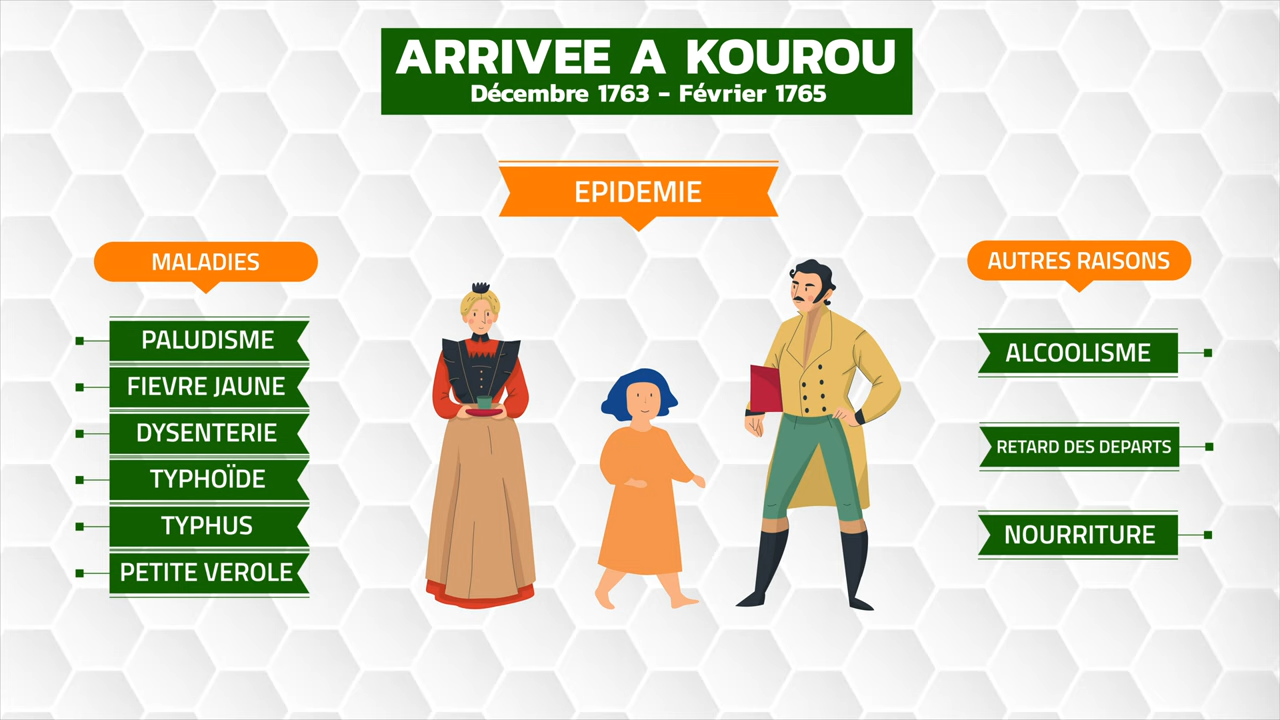 ARRIVEE A KOUROU
Décembre 1763 - Février 1765
EPIDEMIE
MALADIES
PALUDISME
FIEVRE JAUNE
DYSENTERIE
TYPHOÏDE
TYPHUS
PETITE VEROLE
AUTRES RAISONS
ALCOOLISME
RETARD DES DEPARTS
NOURRITURE